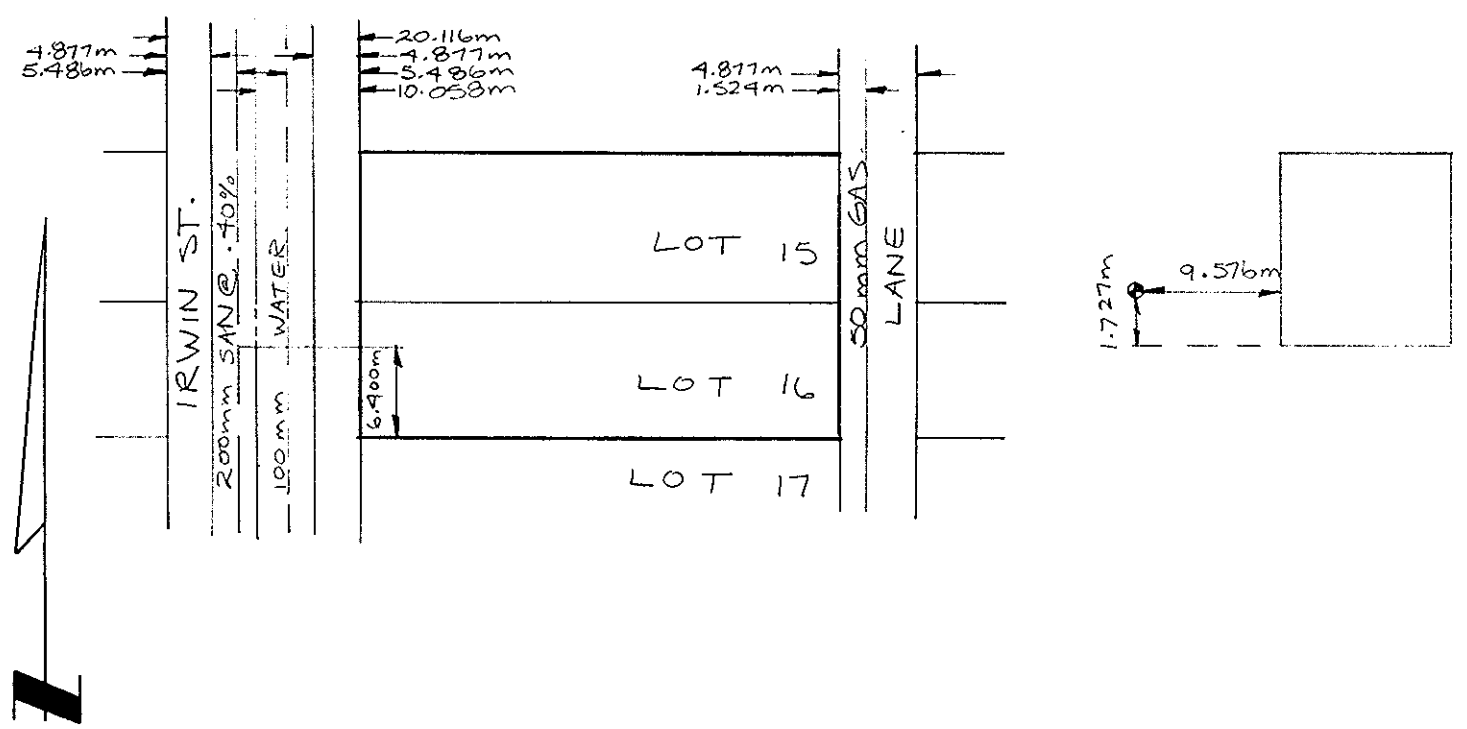 20.116m
4.877m
4.877m
5.486m
5.486m
10.058m
4.877m
1.524m
IRWIN ST.
200mm SAN@ .40%
100mm WATER
6.400m
LOT 15
LOT 16
LOT 17
50mm GAS
LANE
1.727m
9.576m
N